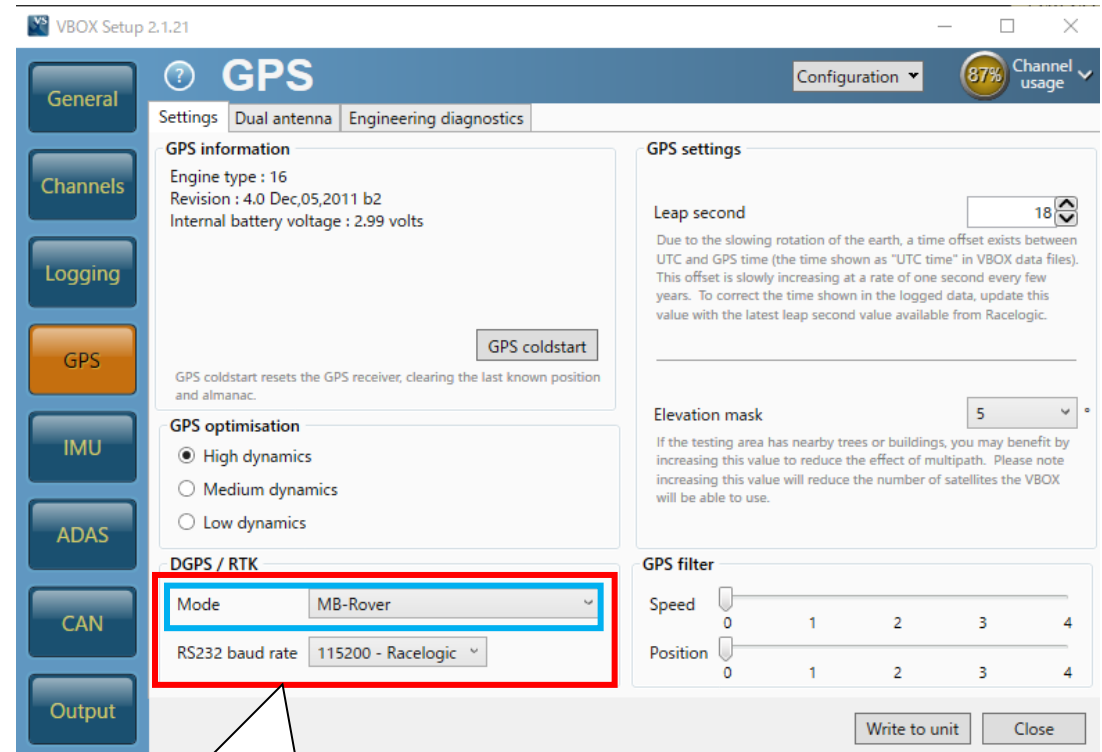 VBOX Setup 2.1.21
GPS
Configuration
87%
Channel
usage
General
Channels
Logging
GPS
IMU
ADAS
CAN
Output
Settings
Dual antenna
Engineering diagnostics
GPS information
Engine type : 16
Revision : 4.0 Dec,05,2011 b2
Internal battery voltage : 2.99 volts
GPS coldstart
GPS coldstart resets the GPS receiver, clearing the last known position
and almanac.
GPS optimisation
High dynamics
Medium dynamics
Low dynamics
DGPS / RTK
Mode
MB-Rover
RS232 baud rate
115200 - Racelogic
GPS settings
Leap second
18
Due to the slowing rotation of the earth, a time offset exists between
UTC and GPS time (the time shown as "UTC time" in VBOX data files).
This offset is slowly increasing at a rate of one second every few
years. To correct the time shown in the logged data, update this
value with the latest leap second value available from Racelogic.
Elevation mask
5 °
If the testing area has nearby trees or buildings, you may benefit by
increasing this value to reduce the effect of multipath. Please note
increasing this value will reduce the number of satellites the VBOX
will be able to use.
GPS filter
Speed
0 1 2 3 4
Position
0 1 2 3 4
Write to unit
Close